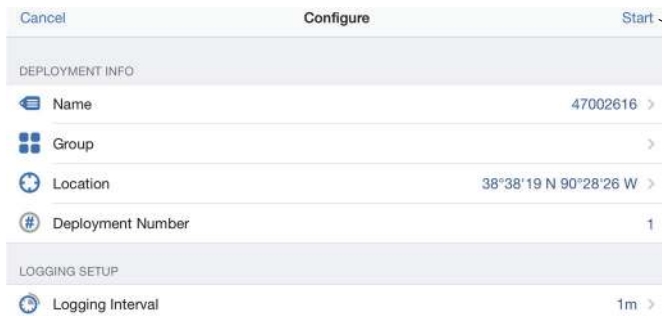 Cancel Configure Start
DEPLOYMENT INFO
Name 47002616
Group
Location 38°38'19 N 90°28'26 W
# Deployment Number 1
LOGGING SETUP
Logging Interval 1m